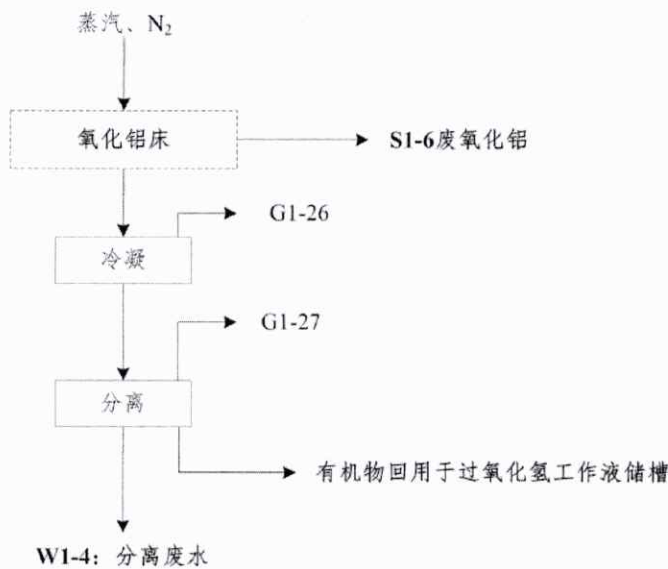 蒸汽、N₂
氧化铝床
S1-6废氧化铝
G1-26
冷凝
G1-27
分离
有机物回用于过氧化氢工作液储槽
W1-4：分离废水